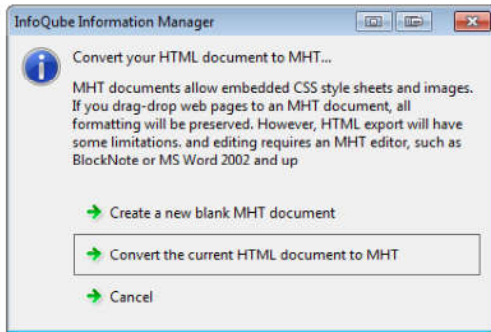 InfoQube Information Manager
Convert your HTML document to MHT...
MHT documents allow embedded CSS style sheets and images.
If you drag-drop web pages to an MHT document, all
formatting will be preserved. However, HTML export will have
some limitations. and editing requires an MHT editor, such as
BlockNote or MS Word 2002 and up
Create a new blank MHT document
Convert the current HTML document to MHT
Cancel